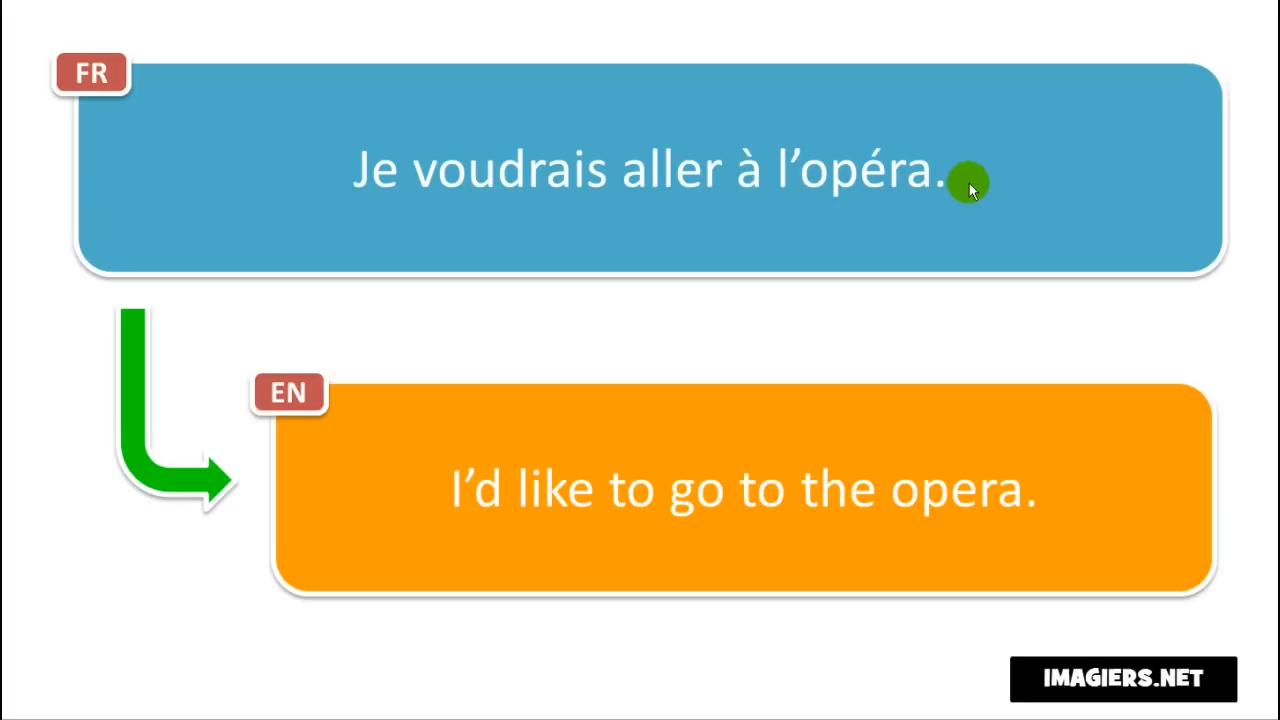 FR
Je voudrais aller à l’opéra.
EN
I’d like to go to the opera.
IMAGIERS.NET